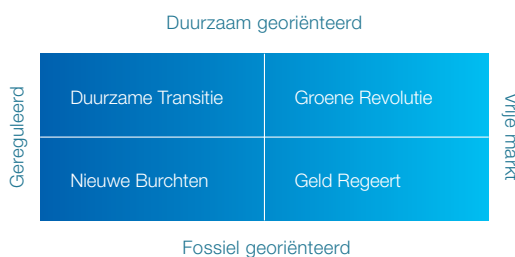 Duurzaam georiënteerd
Gereguleerd
Duurzame Transitie
Groene Revolutie
Vrije markt
Nieuwe Burchten
Geld Regeert
Fossiel georiënteerd